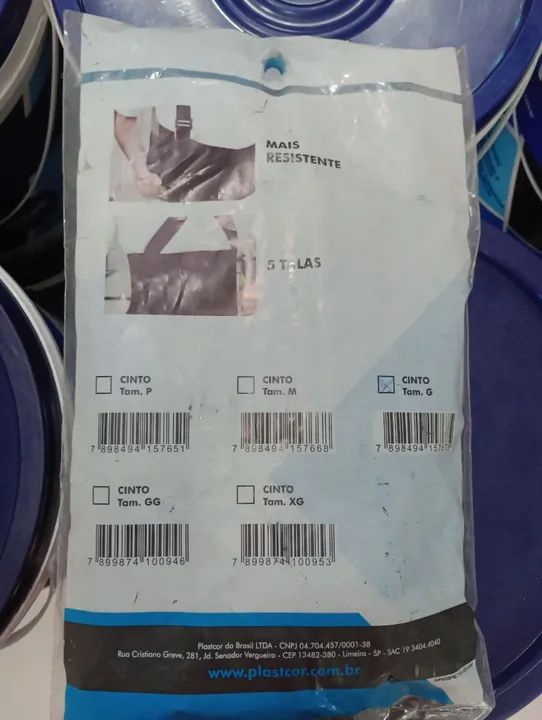 MAIS
RESISTENTE
5 TALAS
CINTO
Tam. P
CINTO
Tam. M
CINTO
Tam. G
7 898494 157651
7 898494 157668
7 898494
CINTO
Tam. GG
CINTO
Tam. XG
7 899874 100946
7 899874 100953
Plastcor do Brasil LTDA - CNPJ 04.704.457/0001-38
Rua Cristiano Greve, 281, Jd. Senador Vergueiro - CEP 13482-380 - Limeira - SP - SAC 19 3404.4040
www.plastcor.com.br